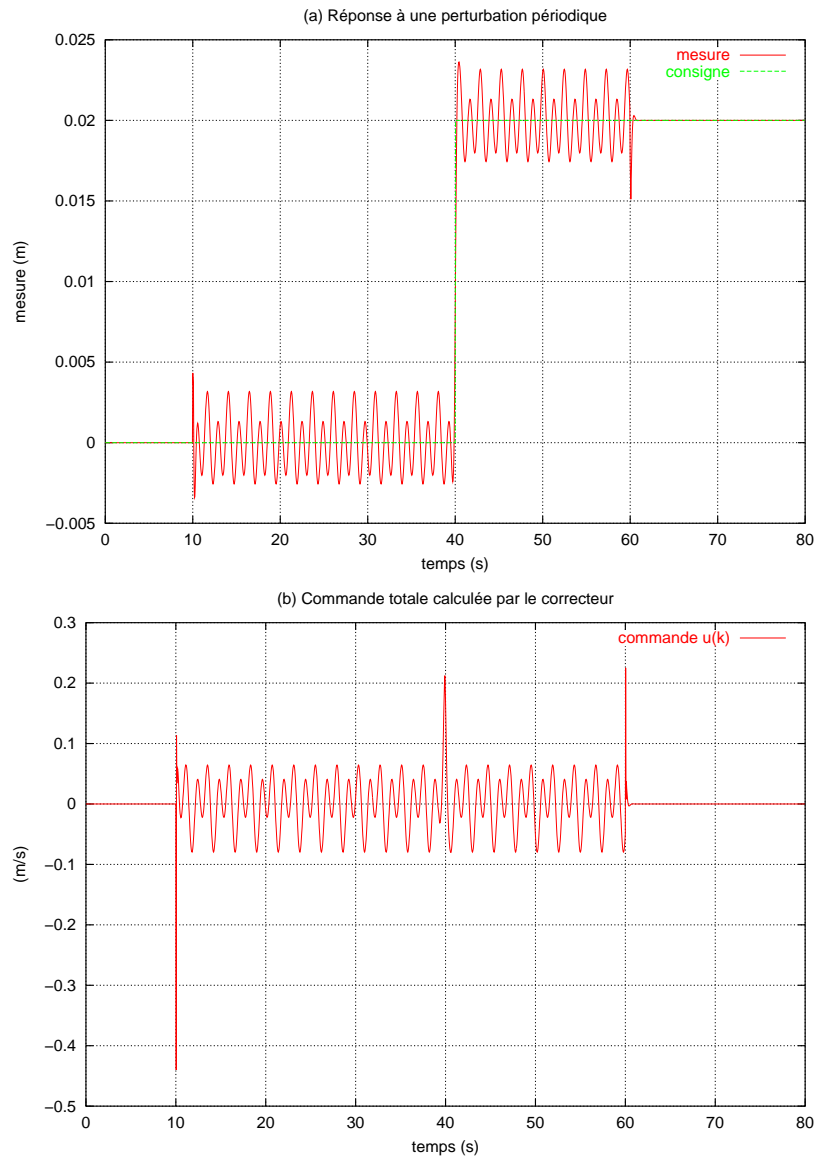 (a) Réponse à une perturbation périodique
0.025
mesure
consigne
0.02
0.015
mesure (m)
0.01
0.005
0
−0.005
0 10 20 30 40 50 60 70 80
temps (s)
(b) Commande totale calculée par le correcteur
0.3
commande u(k)
0.2
0.1
0
(m/s)
−0.1
−0.2
−0.3
−0.4
−0.5
0 10 20 30 40 50 60 70 80
temps (s)